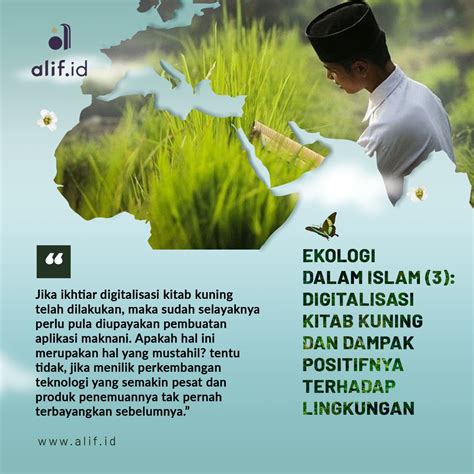 alif.id
“
Jika ikhtiar digitalisasi kitab kuning
telah dilakukan, maka sudah selayaknya
perlu pula diupayakan pembuatan
aplikasi maknani. Apakah hal ini
merupakan hal yang mustahil? tentu
tidak, jika menilik perkembangan
teknologi yang semakin pesat dan
produk penemuannya tak pernah
terbayangkan sebelumnya.”
www.alif.id
EKOLOGI
DALAM ISLAM (3):
DIGITALISASI
KITAB KUNING
DAN DAMPAK
POSITIFNYA
TERHADAP
LINGKUNGAN